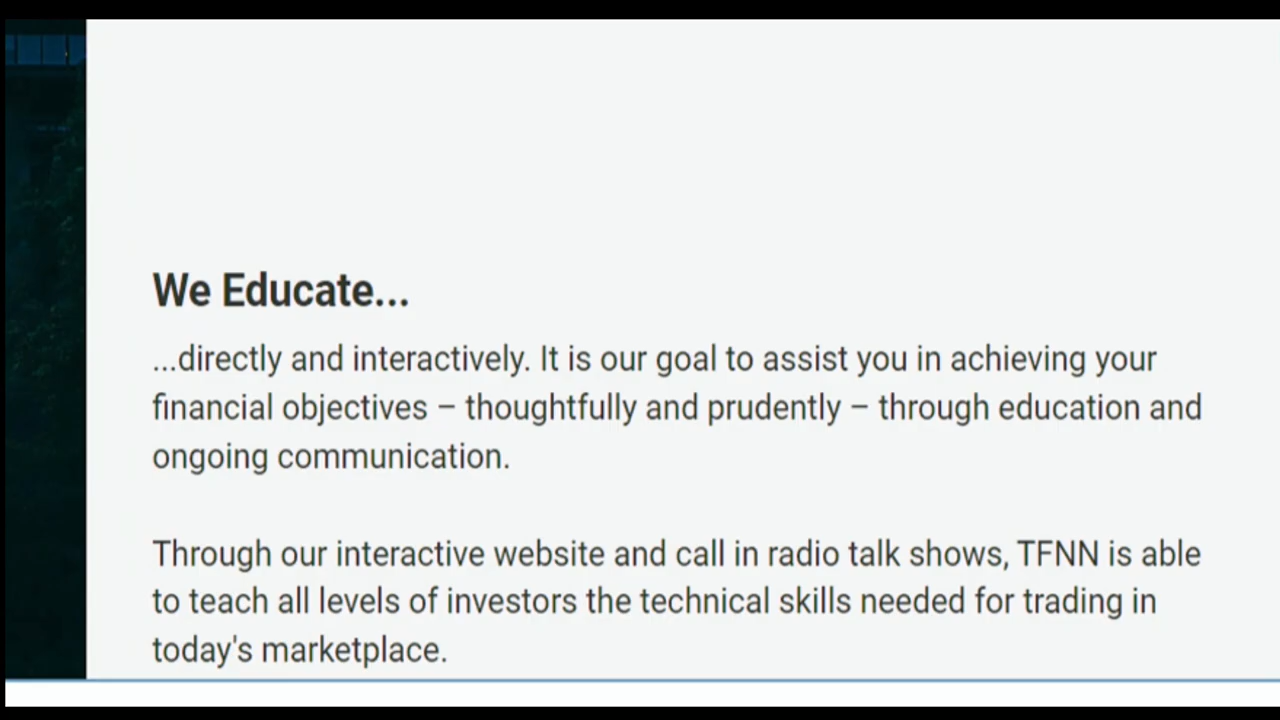 We Educate...
...directly and interactively. It is our goal to assist you in achieving your
financial objectives – thoughtfully and prudently – through education and
ongoing communication.
Through our interactive website and call in radio talk shows, TFNN is able
to teach all levels of investors the technical skills needed for trading in
today's marketplace.